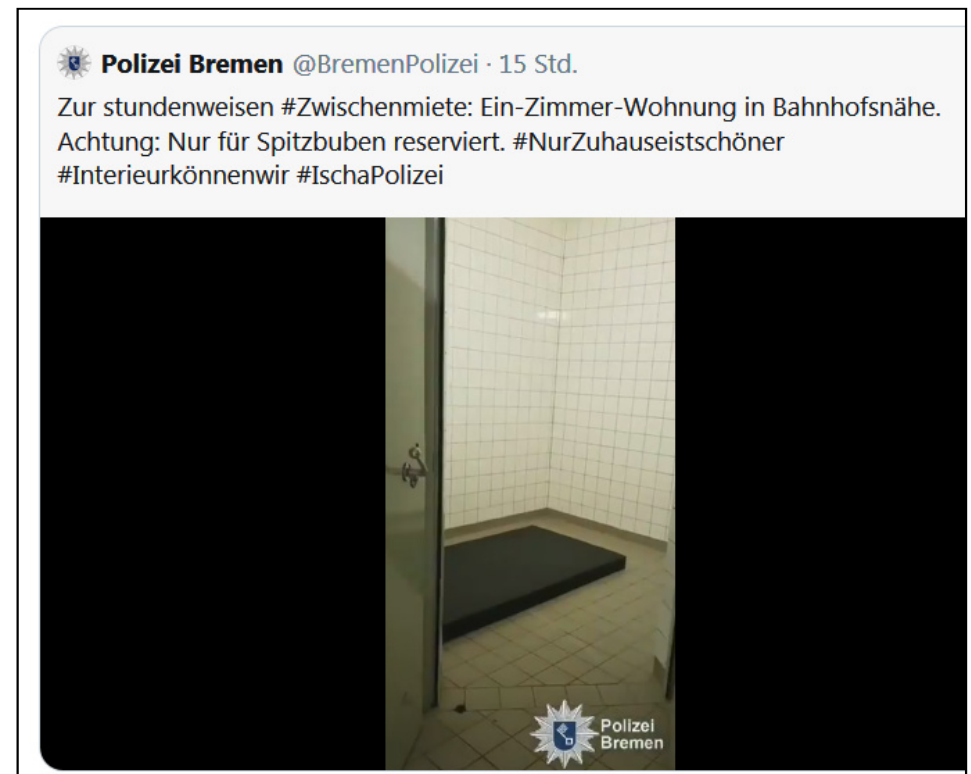 Polizei Bremen @BremenPolizei · 15 Std.
Zur stundenweisen #Zwischenmiete: Ein-Zimmer-Wohnung in Bahnhofsnähe.
Achtung: Nur für Spitzbuben reserviert. #NurZuhauseistschöner
#Interieurkönnenwir #IschaPolizei
Polizei
Bremen